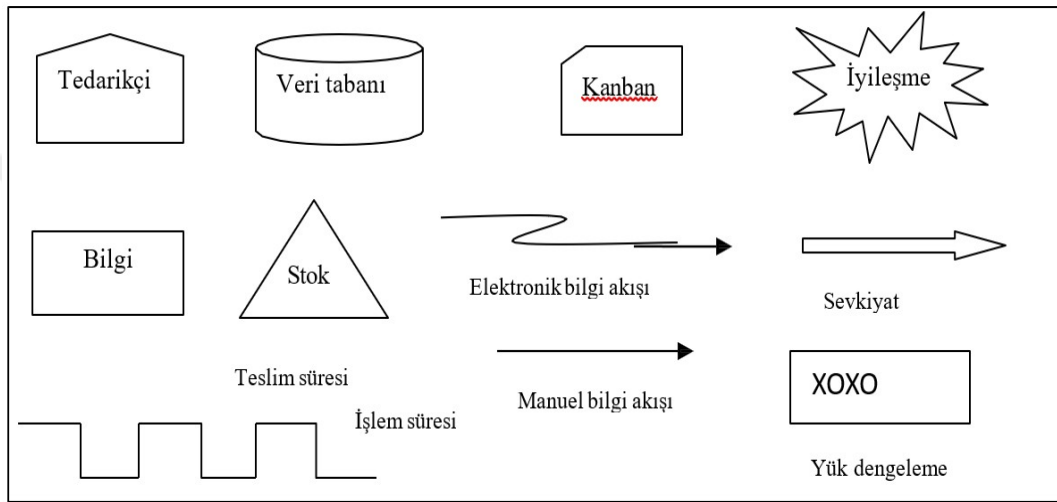 Tedarikçi
Veri tabanı
Kanban
İyileşme
Bilgi
Stok
Elektronik bilgi akışı
Sevkiyat
Teslim süresi
İşlem süresi
Manuel bilgi akışı
XOXO
Yük dengeleme